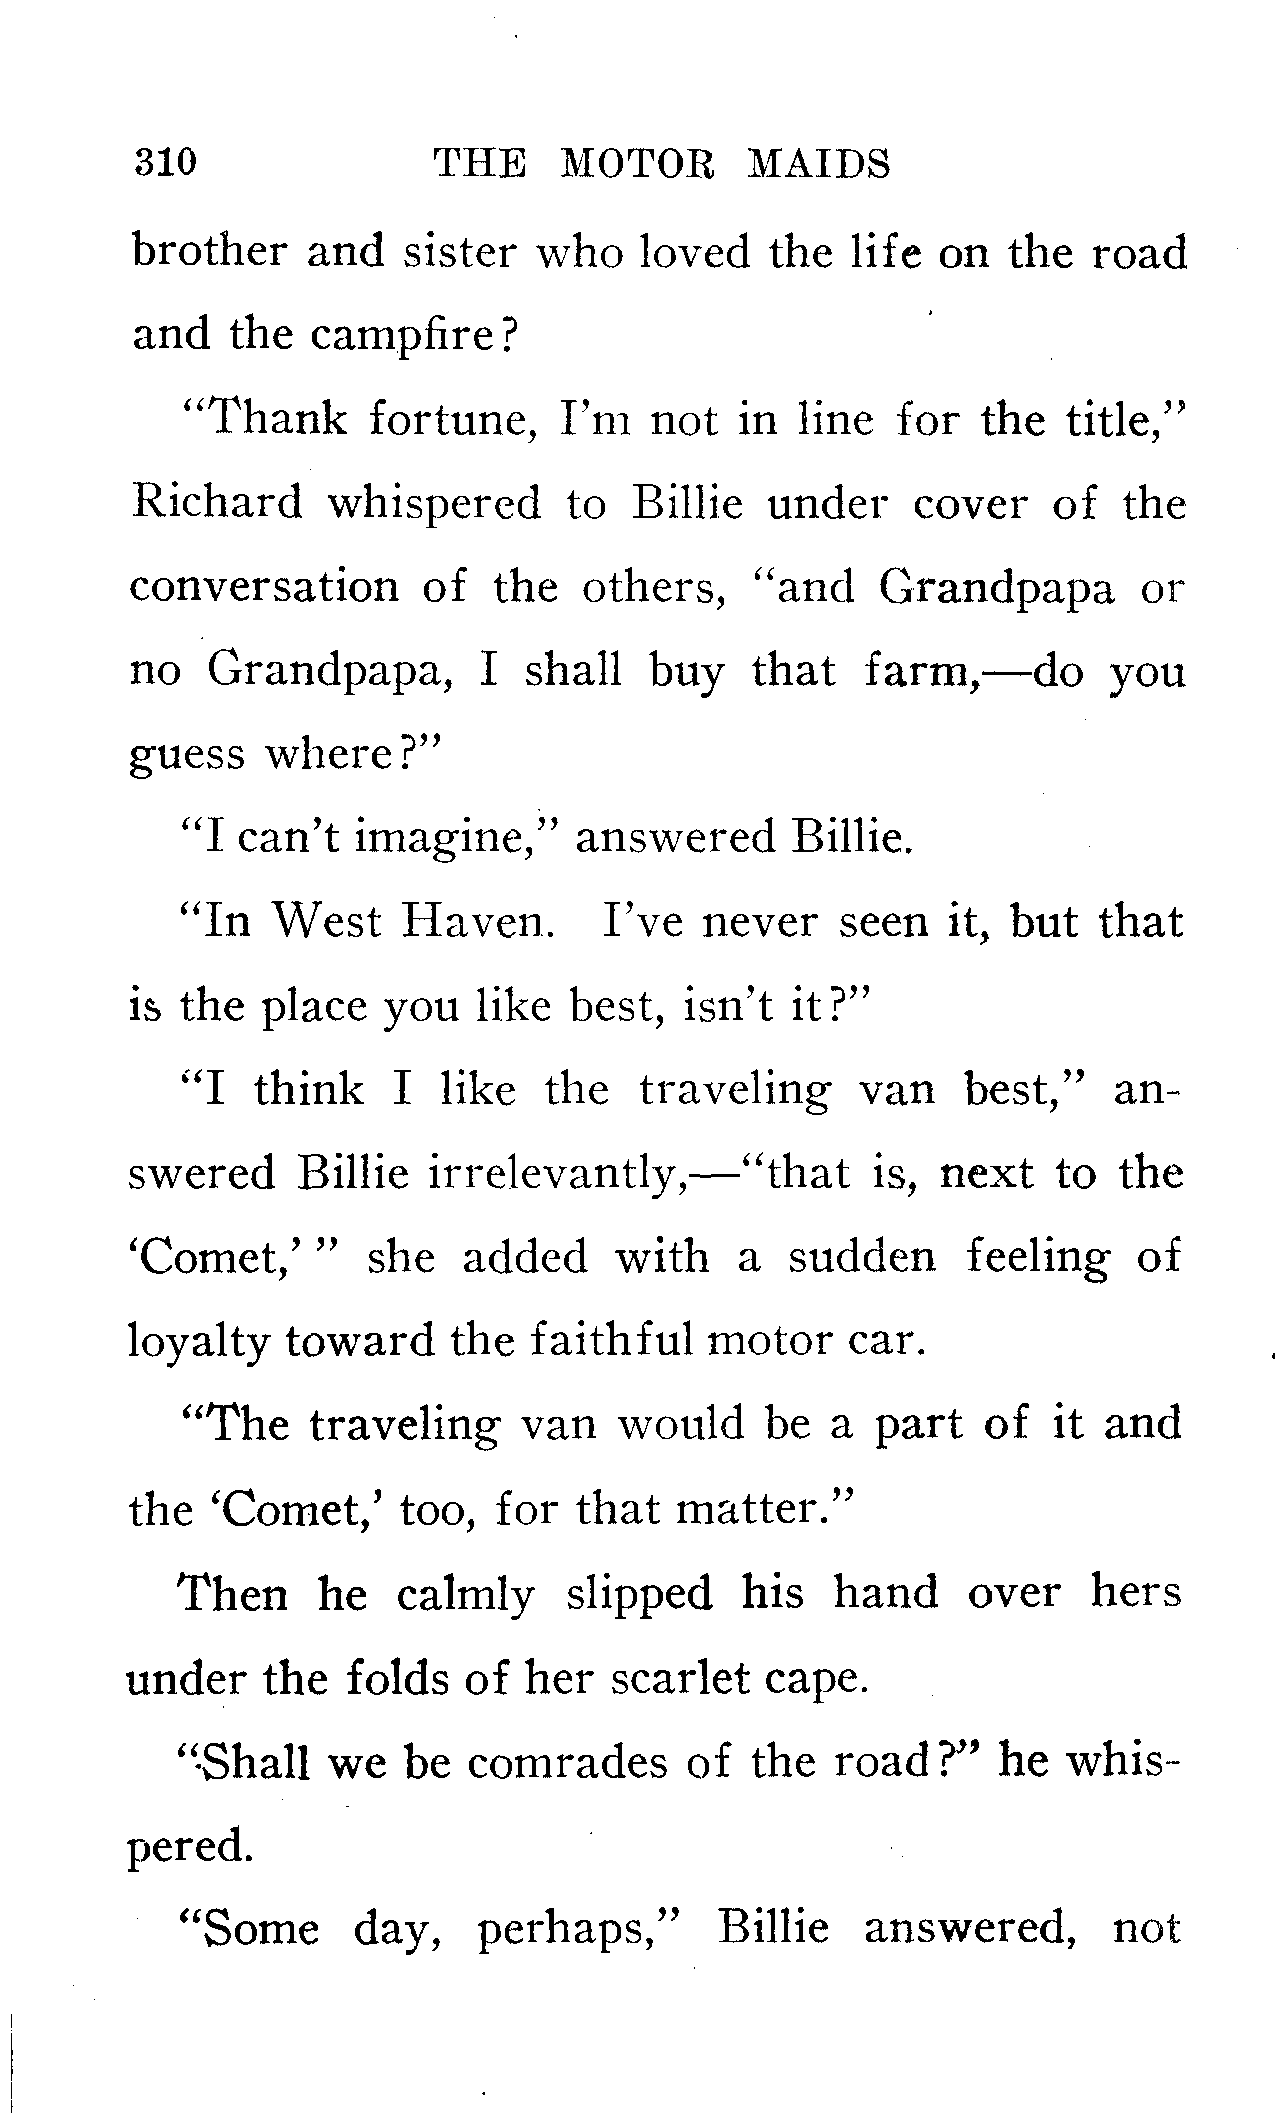 310 THE MOTOR MAIDS
brother and sister who loved the life on the road
and the campfire?
“Thank fortune, I’m not in line for the title,”
Richard whispered to Billie under cover of the
conversation of the others, “and Grandpapa or
no Grandpapa, I shall buy that farm,—do you
guess where?”
“I can’t imagine,” answered Billie.
“In West Haven. I’ve never seen it, but that
is the place you like best, isn’t it?”
“I think I like the traveling van best,” an-
swered Billie irrelevantly,—“that is, next to the
‘Comet,’ ” she added with a sudden feeling of
loyalty toward the faithful motor car.
“The traveling van would be a part of it and
the ‘Comet,’ too, for that matter.”
Then he calmly slipped his hand over hers
under the folds of her scarlet cape.
“Shall we be comrades of the road?” he whis-
pered.
“Some day, perhaps,” Billie answered, not